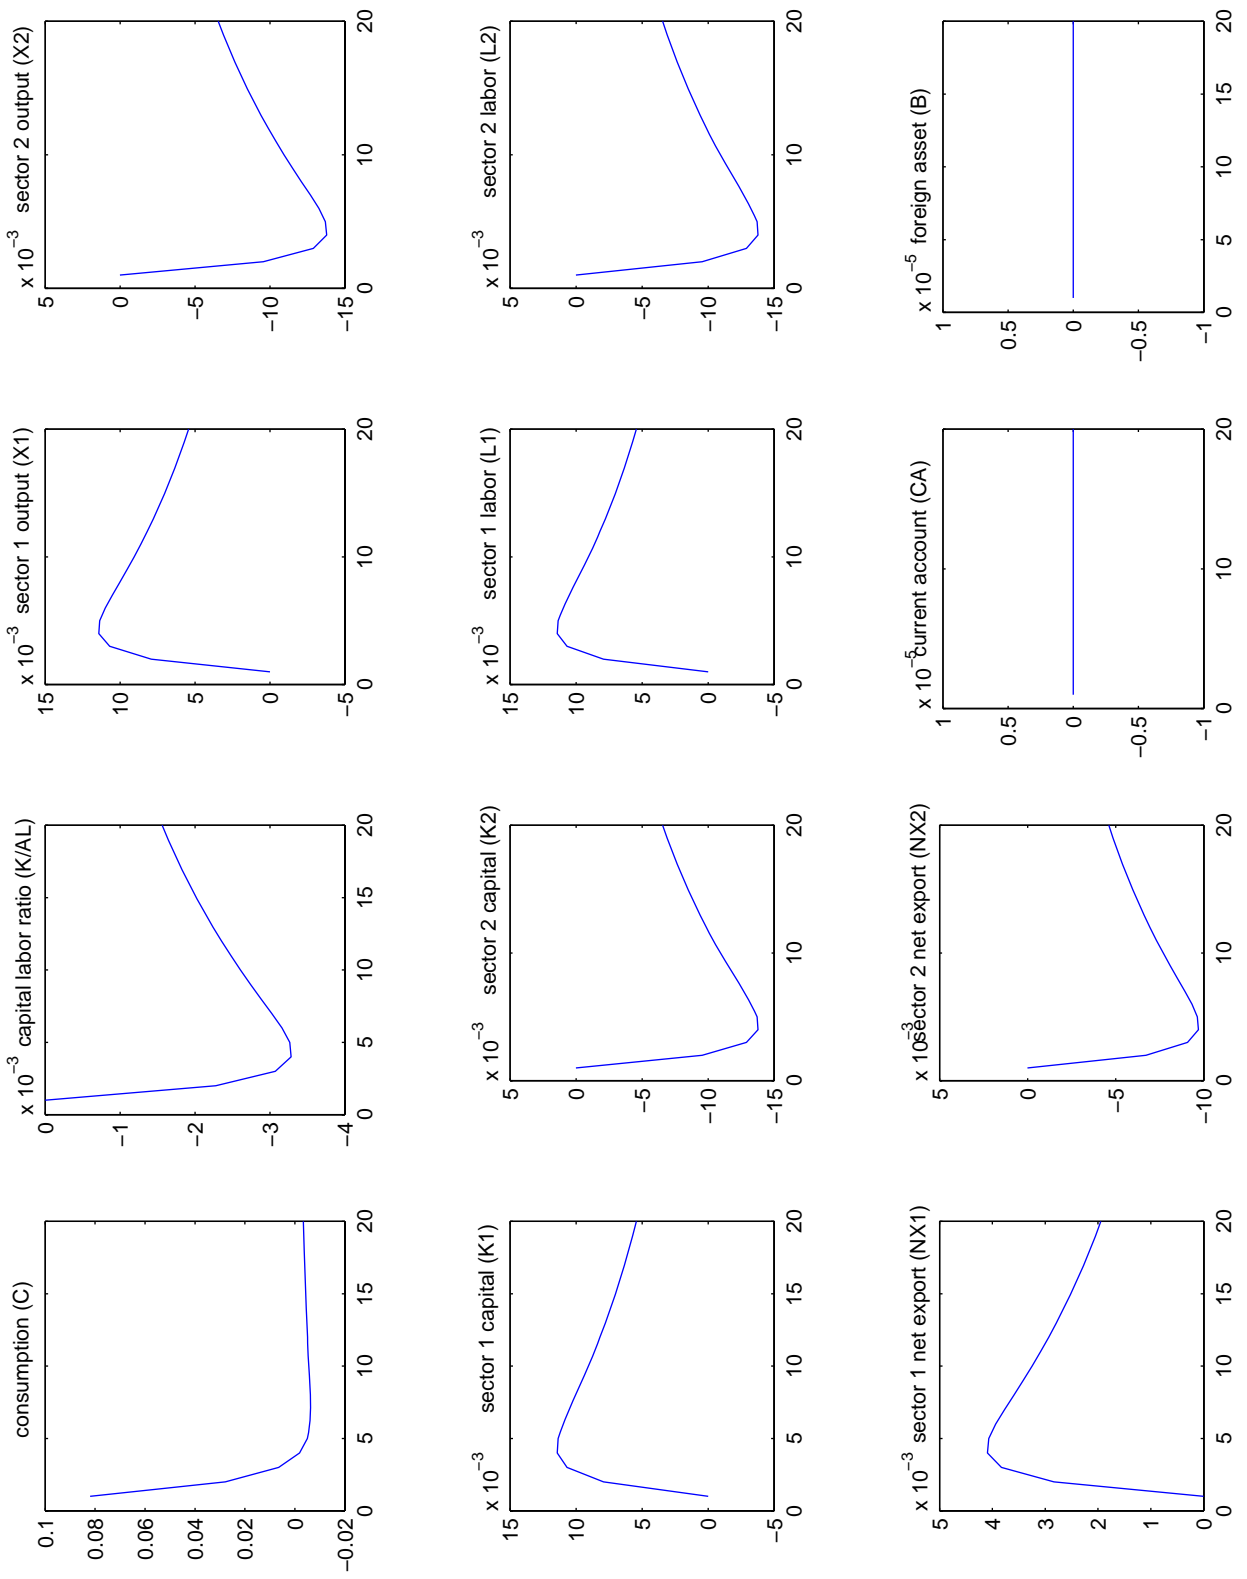 consumption (C)
0.1
0.08
0.06
0.04
0.02
0
−0.02
0 5 10 15 20
x 10−3 capital labor ratio (K/AL)
0
−1
−2
−3
−4
0 5 10 15 20
x 10−3 sector 1 output (X1)
15
10
5
0
−5
0 10 20
x 10−3 sector 2 output (X2)
5
0
−5
−10
−15
0 10 20
x 10−3 sector 1 capital (K1)
15
10
5
0
−5
0 5 10 15 20
x 10−3 sector 2 capital (K2)
5
0
−5
−10
−15
0 10 20
x 10−3 sector 1 labor (L1)
15
10
5
0
−5
0 10 20
x 10−3 sector 2 labor (L2)
5
0
−5
−10
−15
0 10 20
x 10−3 sector 1 net export (NX1)
5
4
3
2
1
0
0 5 10 15 20
x 10−3 sector 2 net export (NX2)
5
0
−5
−10
0 10 20
x 10−5 current account (CA)
1
0.5
0
−0.5
−1
0 10 20
x 10−5 foreign asset (B)
1
0.5
0
−0.5
−1
0 5 10 15 20